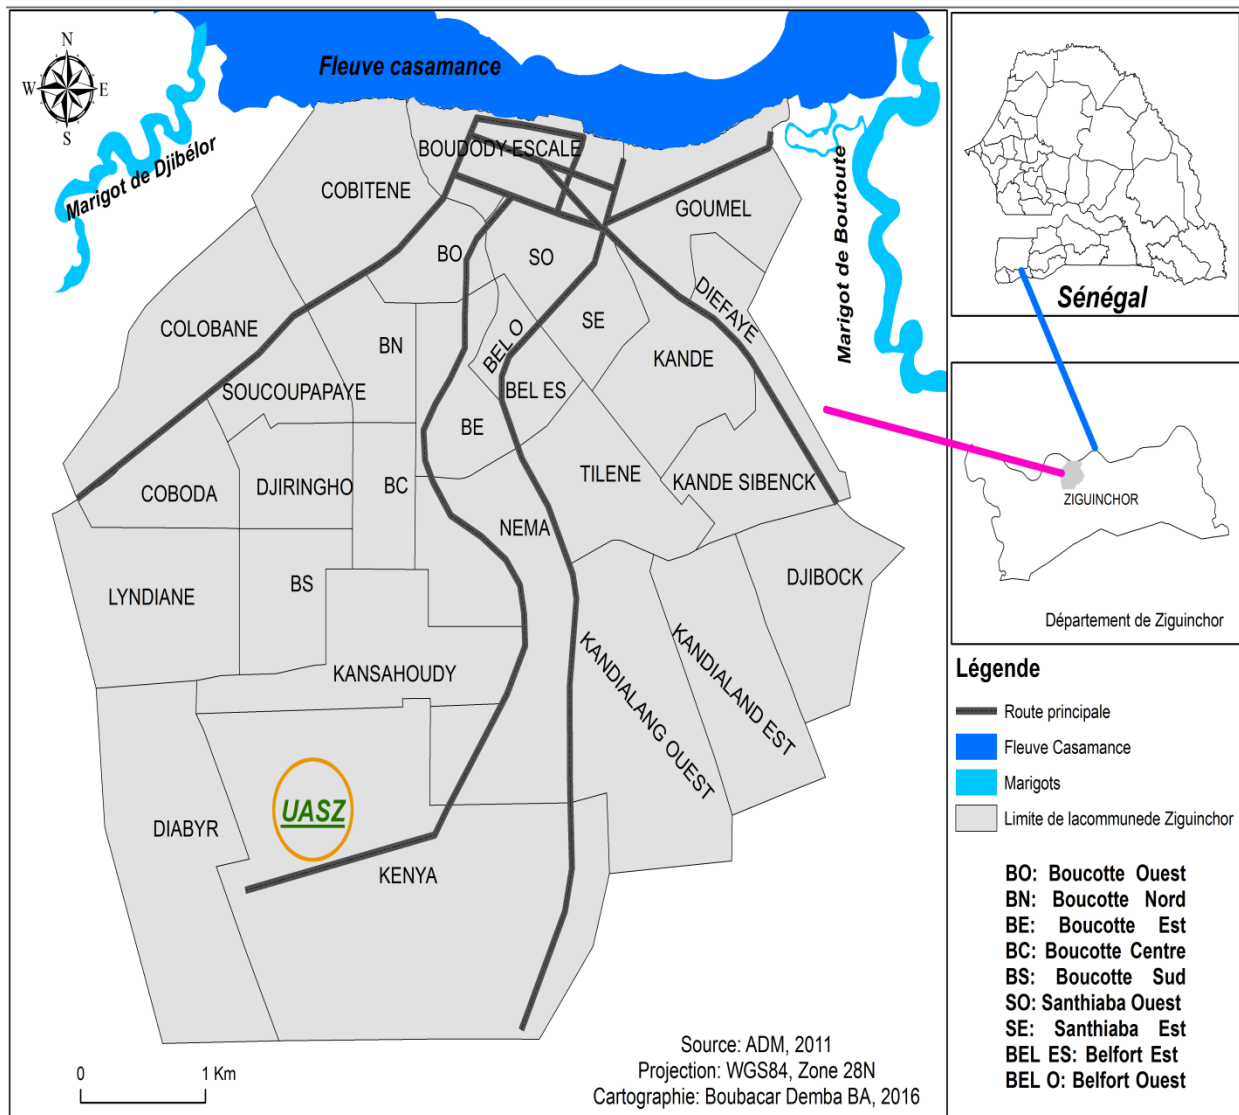 N
W
E
S
Fleuve casamance
Marigot de Djibélor
Marigot de Boutoute
BOUDODY-ESCALE
COBITENE
GOUMEL
BO
SO
DIEFAYE
COLOBANE
BN
BEL O
SE
KANDE
SOUCOUPAPAYE
BEL ES
BE
COBODA
DJIRINGHO
BC
TILENE
KANDE SIBENCK
NEMA
LYNDIANE
BS
DJIBOCK
KANSAHOUDY
KANDIALANG OUEST
KANDIALAND EST
UASZ
DIABYR
KENYA
0
1 Km
Source: ADM, 2011
Projection: WGS84, Zone 28N
Cartographie: Boubacar Demba BA, 2016
Sénégal
ZIGUINCHOR
Département de Ziguinchor
Légende
Route principale
Fleuve Casamance
Marigots
Limite de lacommunede Ziguinchor
BO: Boucotte Ouest
BN: Boucotte Nord
BE: Boucotte Est
BC: Boucotte Centre
BS: Boucotte Sud
SO: Santhiaba Ouest
SE: Santhiaba Est
BEL ES: Belfort Est
BEL O: Belfort Ouest